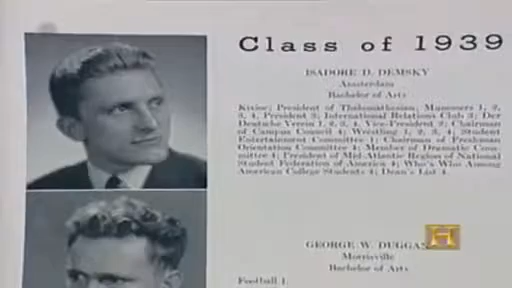 Class of 1939
ISADORE D. DEMSKY
Amsterdam
Bachelor of Arts
President of Thalomathesian; Mummers 1, 2,
3, 4, President 3; International Relations Club 3; Der
Deutsche Verein 1, 2, 3, 4, Vice-President 2; Chairman
of Campus Council 4; Wrestling 1, 2, 3, 4, Student
Entertainment Committee 4; Chairman of Freshman
Orientation Committee 4; Member of Dramatic Com-
mittee 4; President of Mid-Atlantic Region of National
Student Federation of America 4; Who's Who Among
American College Students 4; Dean's List 4.
GEORGE W. DUGGAN
Morrisville
Bachelor of Arts
Football 1.
H